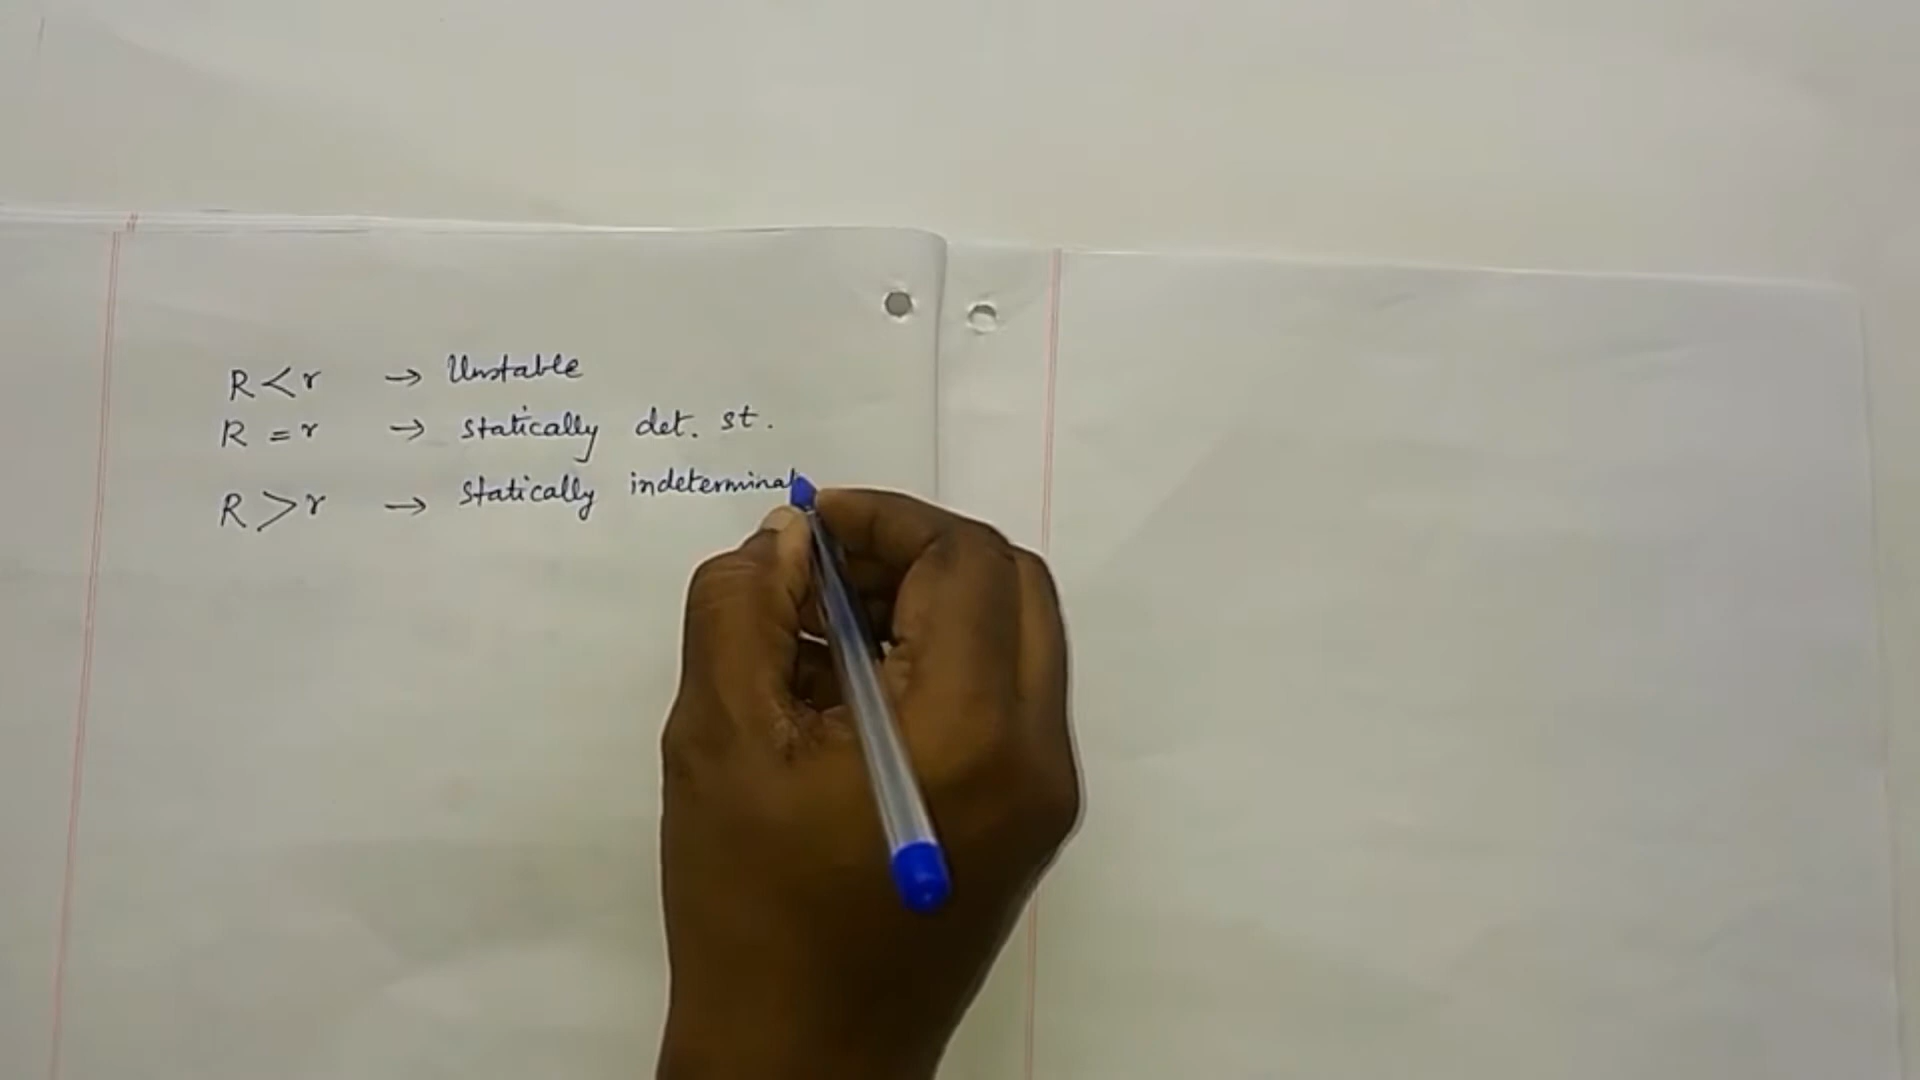 R < r → Unstable
R = r → statically det. st.
R > r → statically indeterminat